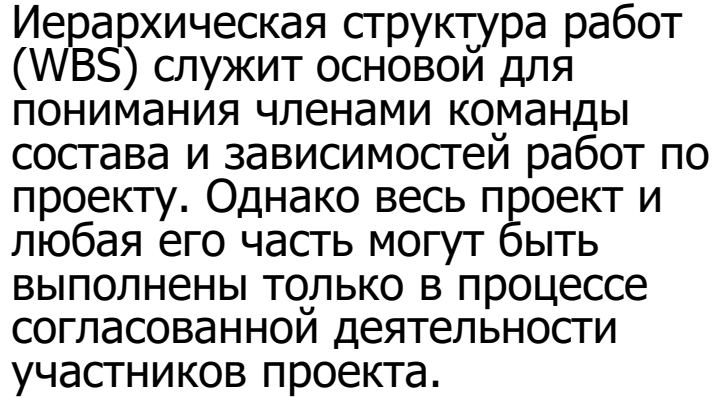 Иерархическая структура работ
(WBS) служит основой для
понимания членами команды
состава и зависимостей работ по
проекту. Однако весь проект и
любая его часть могут быть
выполнены только в процессе
согласованной деятельности
участников проекта.